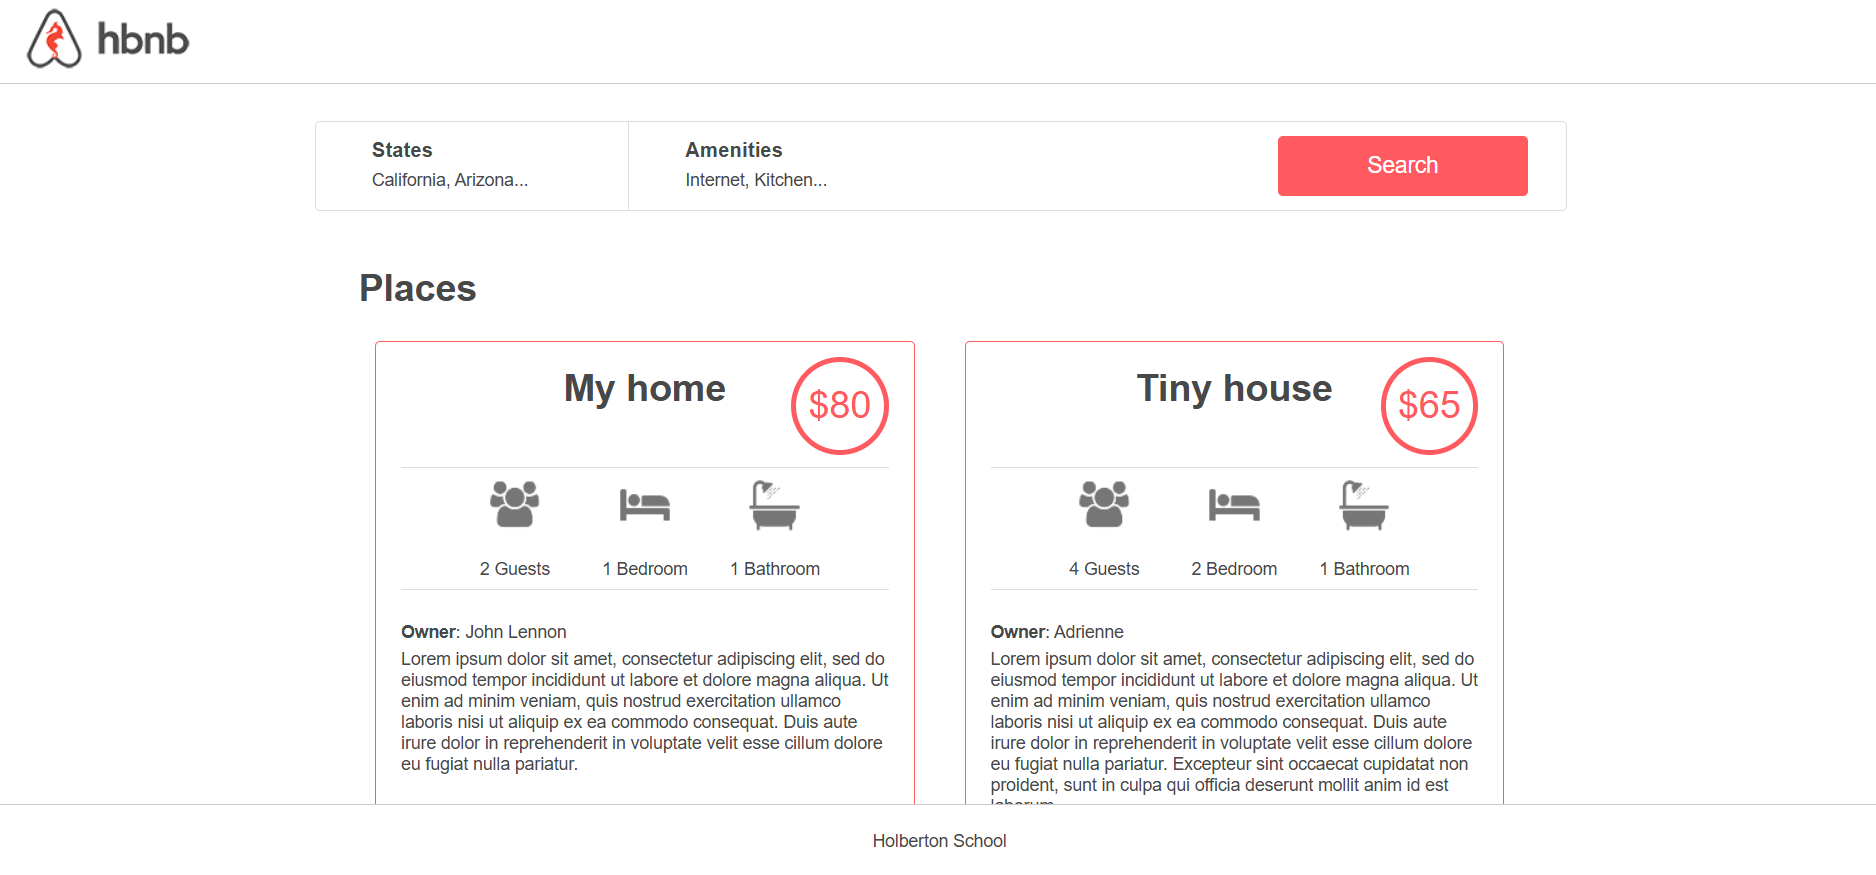 hbnb
States
California, Arizona...
Amenities
Internet, Kitchen...
Search
Places
My home
$80
2 Guests
1 Bedroom
1 Bathroom
Owner: John Lennon
Lorem ipsum dolor sit amet, consectetur adipiscing elit, sed do
eiusmod tempor incididunt ut labore et dolore magna aliqua. Ut
enim ad minim veniam, quis nostrud exercitation ullamco
laboris nisi ut aliquip ex ea commodo consequat. Duis aute
irure dolor in reprehenderit in voluptate velit esse cillum dolore
eu fugiat nulla pariatur.
Tiny house
$65
4 Guests
2 Bedroom
1 Bathroom
Owner: Adrienne
Lorem ipsum dolor sit amet, consectetur adipiscing elit, sed do
eiusmod tempor incididunt ut labore et dolore magna aliqua. Ut
enim ad minim veniam, quis nostrud exercitation ullamco
laboris nisi ut aliquip ex ea commodo consequat. Duis aute
irure dolor in reprehenderit in voluptate velit esse cillum dolore
eu fugiat nulla pariatur. Excepteur sint occaecat cupidatat non
proident, sunt in culpa qui officia deserunt mollit anim id est
Holberton School